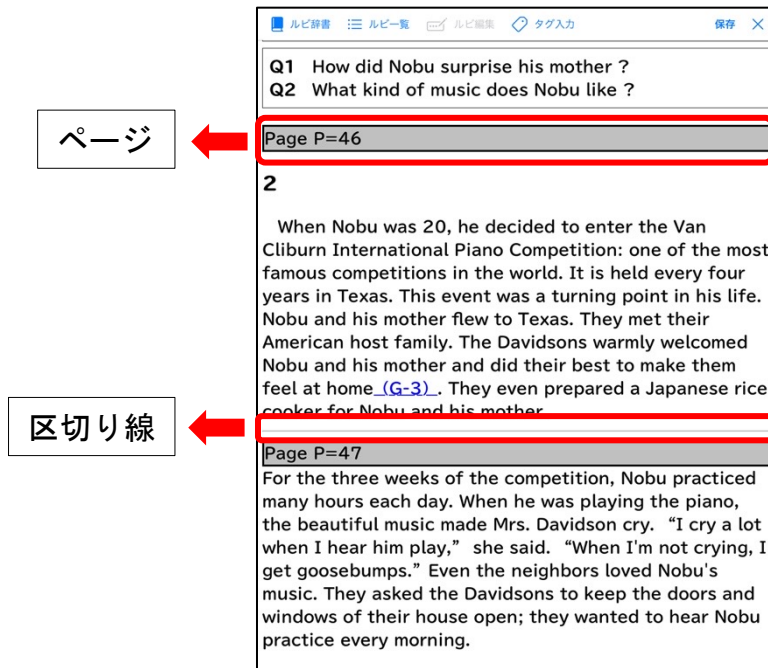 ルビ辞書 ルビ一覧 ルビ編集 タグ入力 保存
Q1 How did Nobu surprise his mother ?
Q2 What kind of music does Nobu like ?
ページ
Page P=46
2
When Nobu was 20, he decided to enter the Van
Cliburn International Piano Competition: one of the most
famous competitions in the world. It is held every four
years in Texas. This event was a turning point in his life.
Nobu and his mother flew to Texas. They met their
American host family. The Davidsons warmly welcomed
Nobu and his mother and did their best to make them
feel at home (G-3) . They even prepared a Japanese rice
cooker for Nobu and his mother.
区切り線
Page P=47
For the three weeks of the competition, Nobu practiced
many hours each day. When he was playing the piano,
the beautiful music made Mrs. Davidson cry. “I cry a lot
when I hear him play,” she said. “When I'm not crying, I
get goosebumps.” Even the neighbors loved Nobu's
music. They asked the Davidsons to keep the doors and
windows of their house open; they wanted to hear Nobu
practice every morning.